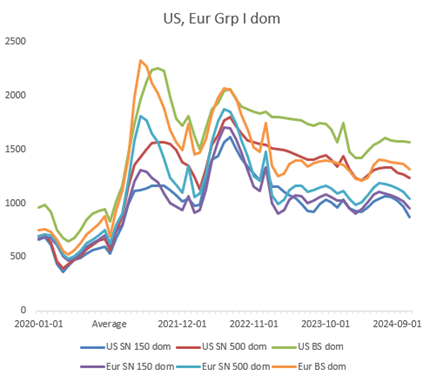 US, Eur Grp I dom
2500
2000
1500
1000
500
0
2020-01-01 Average 2021-12-01 2022-11-01 2023-10-01 2024-09-01
US SN 150 dom US SN 500 dom US BS dom
Eur SN 150 dom Eur SN 500 dom Eur BS dom